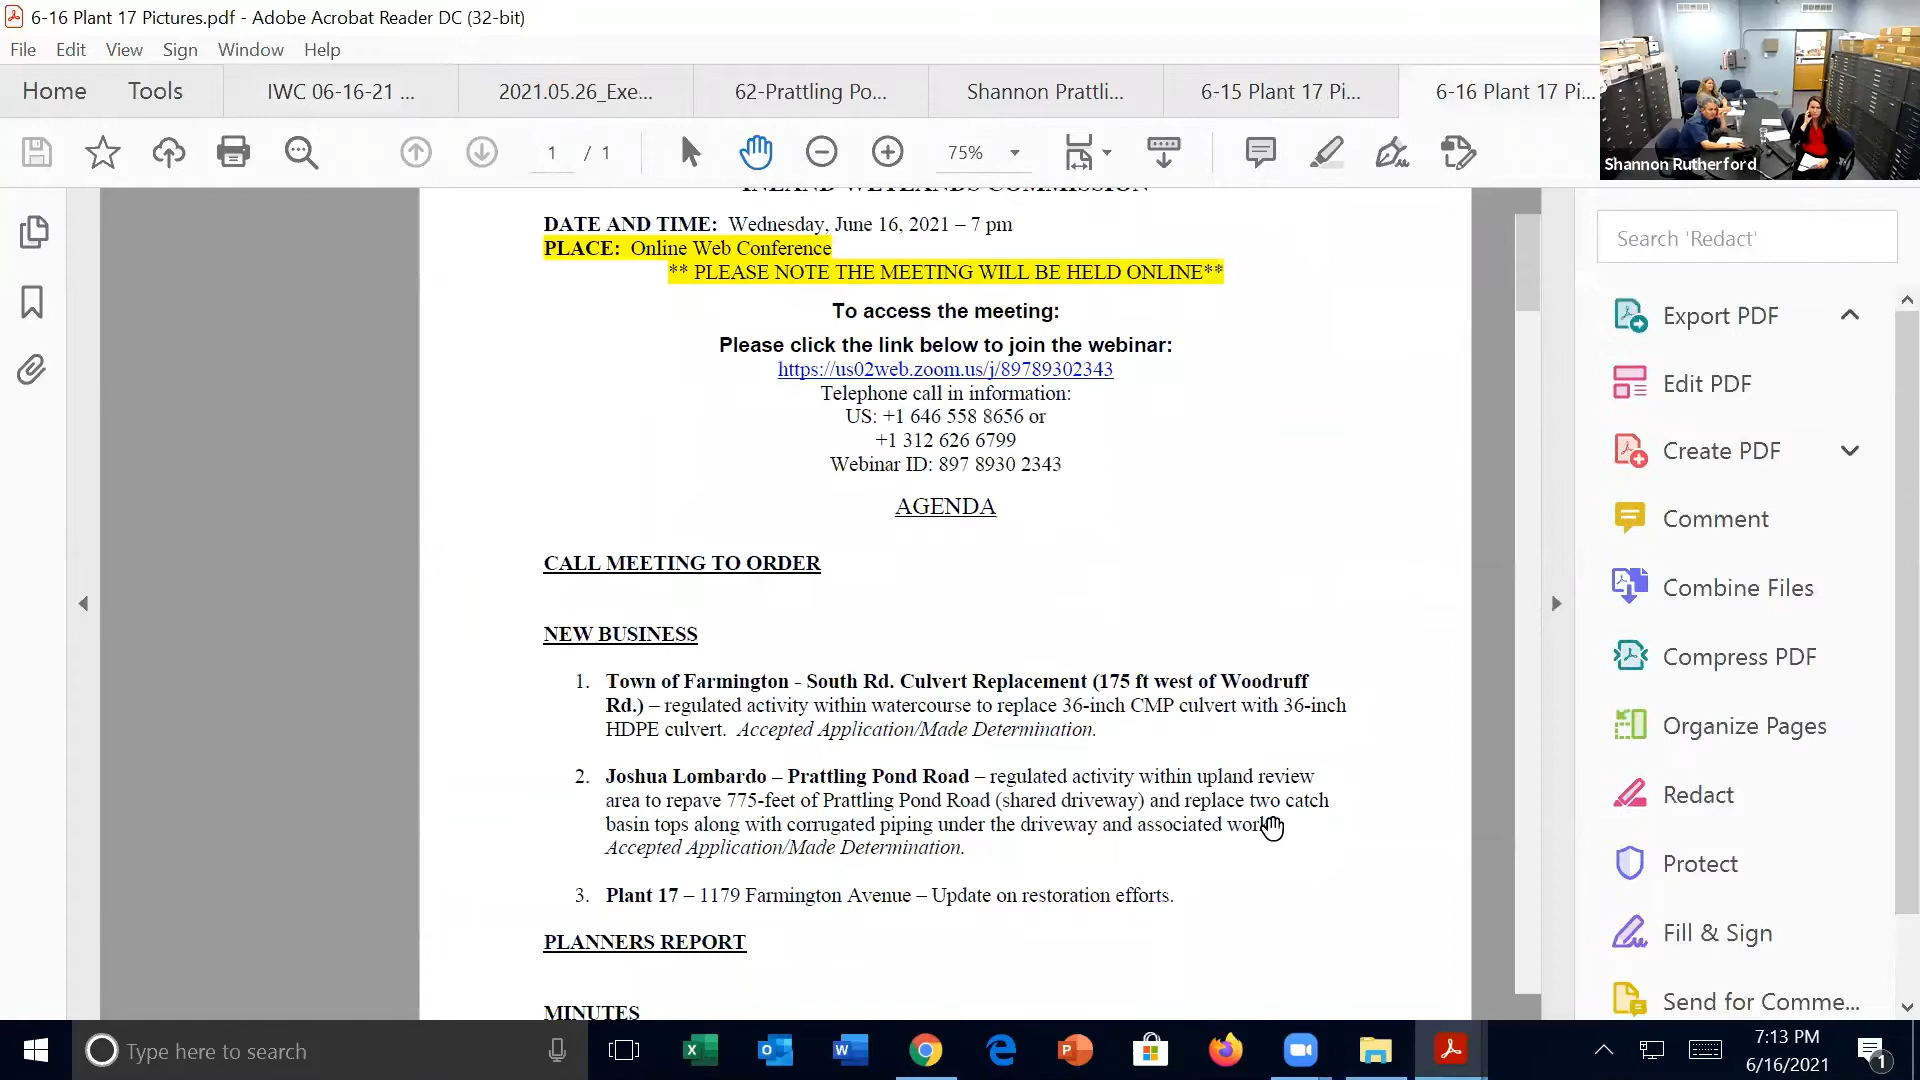 6-16 Plant 17 Pictures.pdf - Adobe Acrobat Reader DC (32-bit)
File Edit View Sign Window Help
Home Tools IWC 06-16-21 ... 2021.05.26_Exe... 62-Prattling Po... Shannon Prattli... 6-15 Plant 17 Pi... 6-16 Plant 17 Pi...
1 / 1 75%
Shannon Rutherford
INLAND WETLANDS COMMISSION
DATE AND TIME: Wednesday, June 16, 2021 – 7 pm
PLACE: Online Web Conference
** PLEASE NOTE THE MEETING WILL BE HELD ONLINE**
To access the meeting:
Please click the link below to join the webinar:
https://us02web.zoom.us/j/89789302343
Telephone call in information:
US: +1 646 558 8656 or
+1 312 626 6799
Webinar ID: 897 8930 2343
AGENDA
CALL MEETING TO ORDER
NEW BUSINESS
1. Town of Farmington - South Rd. Culvert Replacement (175 ft west of Woodruff
Rd.) – regulated activity within watercourse to replace 36-inch CMP culvert with 36-inch
HDPE culvert. Accepted Application/Made Determination.
2. Joshua Lombardo – Prattling Pond Road – regulated activity within upland review
area to repave 775-feet of Prattling Pond Road (shared driveway) and replace two catch
basin tops along with corrugated piping under the driveway and associated work.
Accepted Application/Made Determination.
3. Plant 17 – 1179 Farmington Avenue – Update on restoration efforts.
PLANNERS REPORT
MINUTES
Search 'Redact'
Export PDF
Edit PDF
Create PDF
Comment
Combine Files
Compress PDF
Organize Pages
Redact
Protect
Fill & Sign
Send for Comme...
Type here to search
7:13 PM
6/16/2021
1